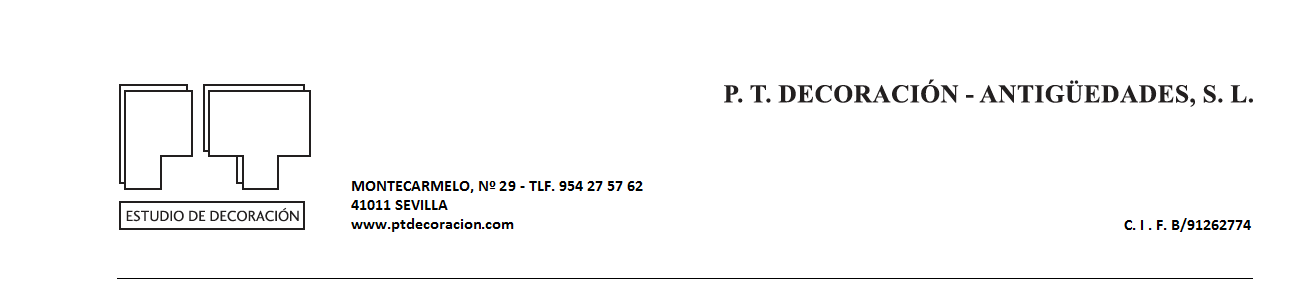 P. T. DECORACIÓN - ANTIGÜEDADES, S. L.
MONTECARMELO, Nº 29 - TLF. 954 27 57 62
41011 SEVILLA
www.ptdecoracion.com
ESTUDIO DE DECORACIÓN
C. I . F. B/91262774